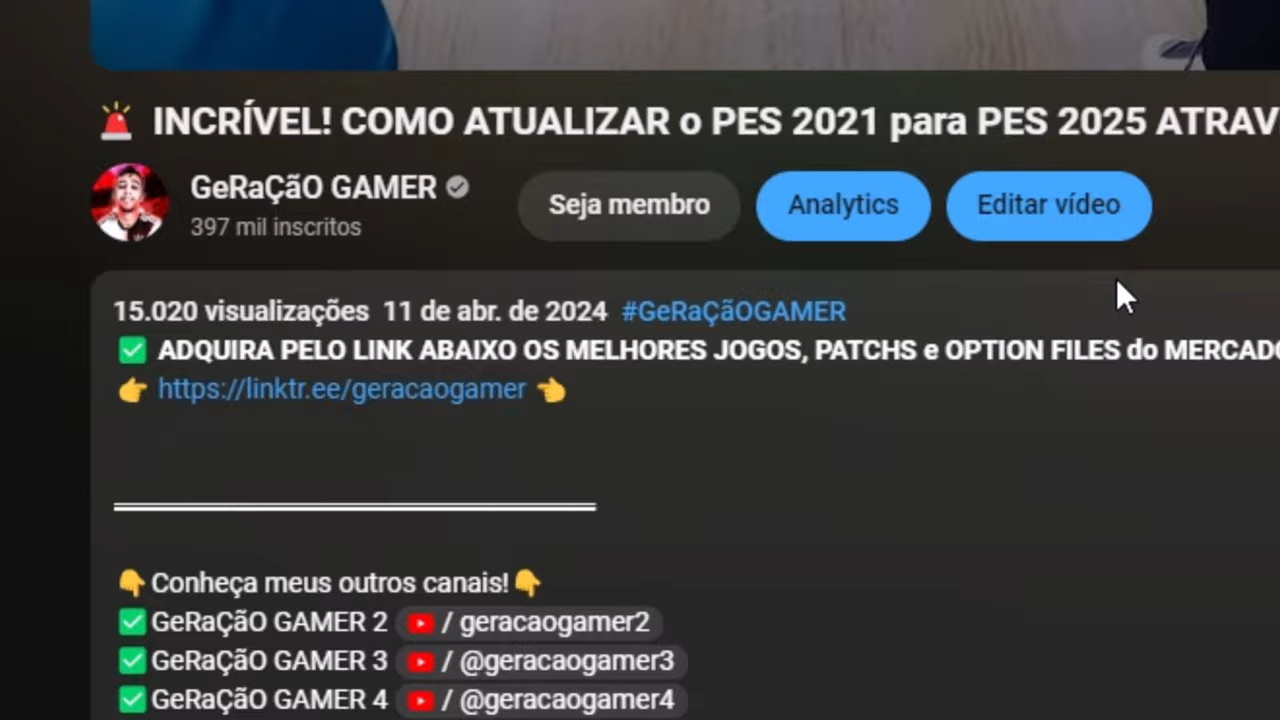 INCRÍVEL! COMO ATUALIZAR o PES 2021 para PES 2025 ATRAV
GeRaÇãO GAMER
397 mil inscritos
Seja membro
Analytics
Editar vídeo
15.020 visualizações 11 de abr. de 2024 #GeRaÇãOGAMER
✅ ADQUIRA PELO LINK ABAIXO OS MELHORES JOGOS, PATCHS e OPTION FILES do MERCADO
👉 https://linktr.ee/geracaogamer 👈
👇Conheça meus outros canais!👇
✅GeRaÇãO GAMER 2 / geracaogamer2
✅GeRaÇãO GAMER 3 / @geracaogamer3
✅GeRaÇãO GAMER 4 / @geracaogamer4